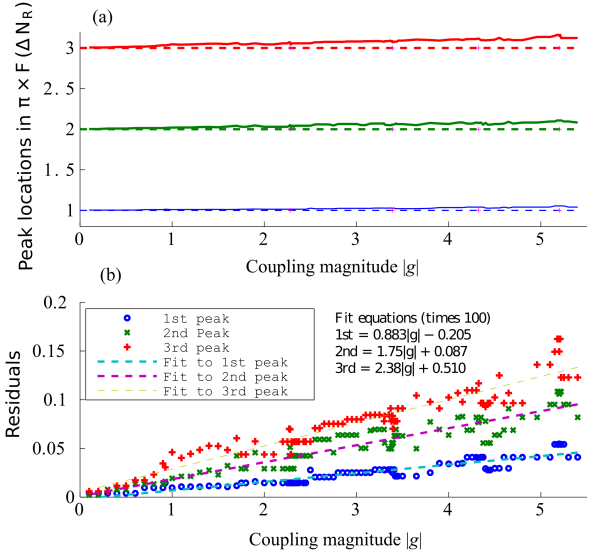 (a)
Peak locations in π × F (Δ N_R)
3
2.5
2
1.5
1
0
1
2
3
4
5
Coupling magnitude |g|
(b)
Residuals
0.2
0.15
0.1
0.05
0
1st peak
2nd Peak
3rd peak
Fit to 1st peak
Fit to 2nd peak
Fit to 3rd peak
Fit equations (times 100)
1st = 0.883|g| − 0.205
2nd = 1.75|g| + 0.087
3rd = 2.38|g| + 0.510
0
1
2
3
4
5
Coupling magnitude |g|